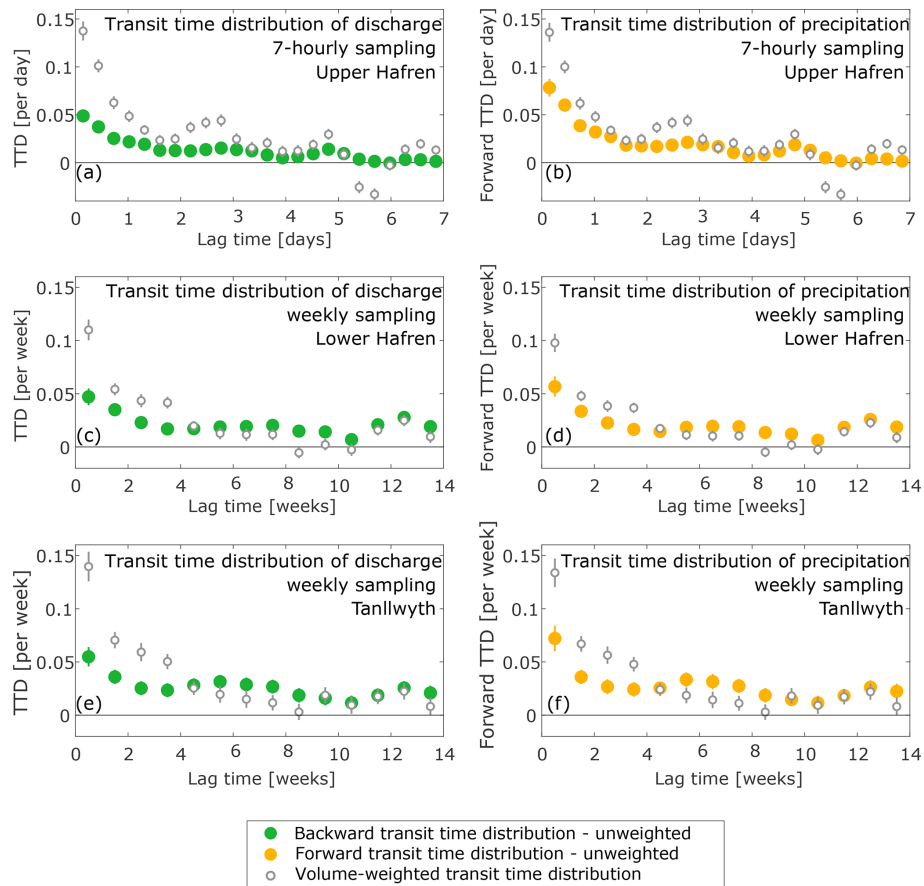 Transit time distribution of discharge
7-hourly sampling
Upper Hafren
TTD [per day]
0.15
0.1
0.05
0
(a)
0 1 2 3 4 5 6 7
Lag time [days]
Transit time distribution of precipitation
7-hourly sampling
Upper Hafren
Forward TTD [per day]
0.15
0.1
0.05
0
(b)
0 1 2 3 4 5 6 7
Lag time [days]
Transit time distribution of discharge
weekly sampling
Lower Hafren
TTD [per week]
0.15
0.1
0.05
0
(c)
0 2 4 6 8 10 12 14
Lag time [weeks]
Transit time distribution of precipitation
weekly sampling
Lower Hafren
Forward TTD [per week]
0.15
0.1
0.05
0
(d)
0 2 4 6 8 10 12 14
Lag time [weeks]
Transit time distribution of discharge
weekly sampling
Tanllwyth
TTD [per week]
0.15
0.1
0.05
0
(e)
0 2 4 6 8 10 12 14
Lag time [weeks]
Transit time distribution of precipitation
weekly sampling
Tanllwyth
Forward TTD [per week]
0.15
0.1
0.05
0
(f)
0 2 4 6 8 10 12 14
Lag time [weeks]
Backward transit time distribution - unweighted
Forward transit time distribution - unweighted
Volume-weighted transit time distribution